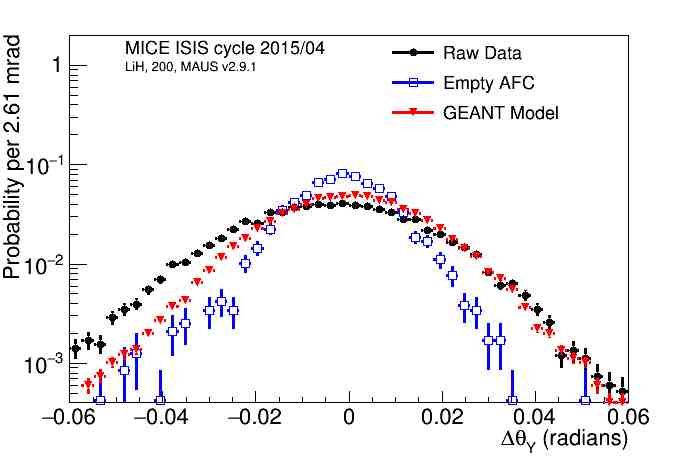 MICE ISIS cycle 2015/04
LiH, 200, MAUS v2.9.1
Raw Data
Empty AFC
GEANT Model
Probability per 2.61 mrad
1
10⁻¹
10⁻²
10⁻³
−0.06 −0.04 −0.02 0 0.02 0.04 0.06
Δθ_Y (radians)